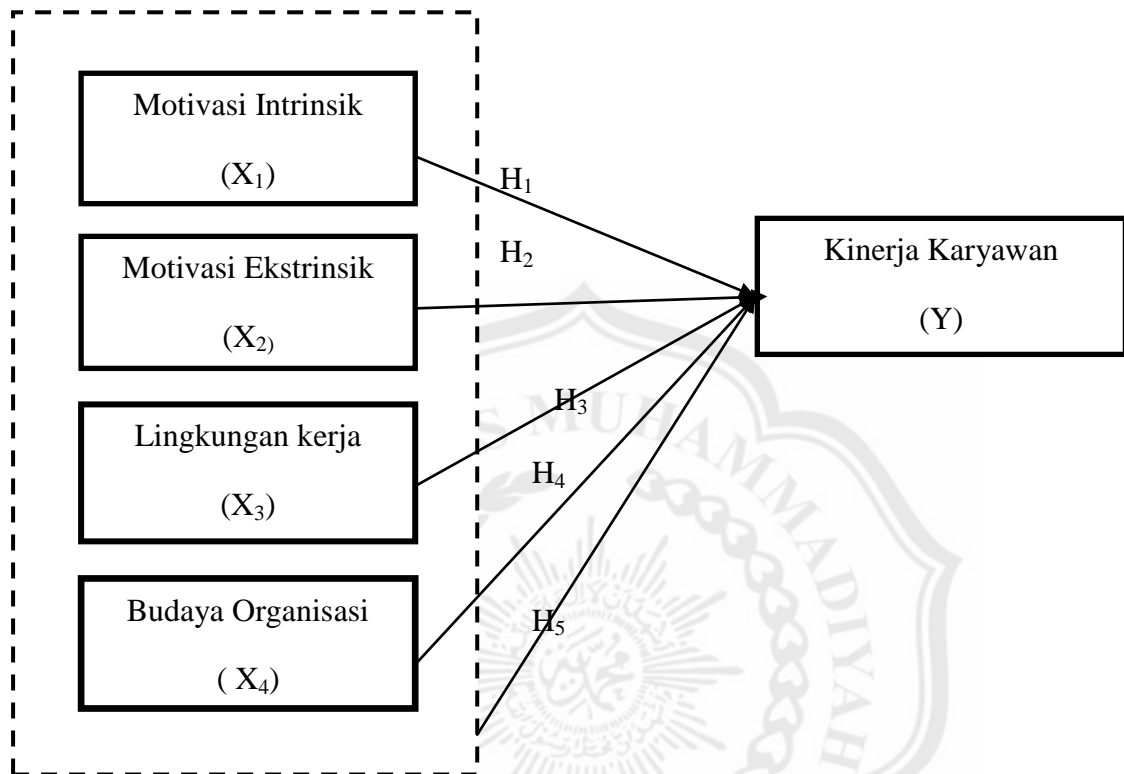 Motivasi Intrinsik
(X₁)
H₁
Motivasi Ekstrinsik
(X₂₎
H₂
Kinerja Karyawan
(Y)
Lingkungan kerja
(X₃)
H₃
H₄
Budaya Organisasi
( X₄)
H₅
S MUHAMMADIYAH